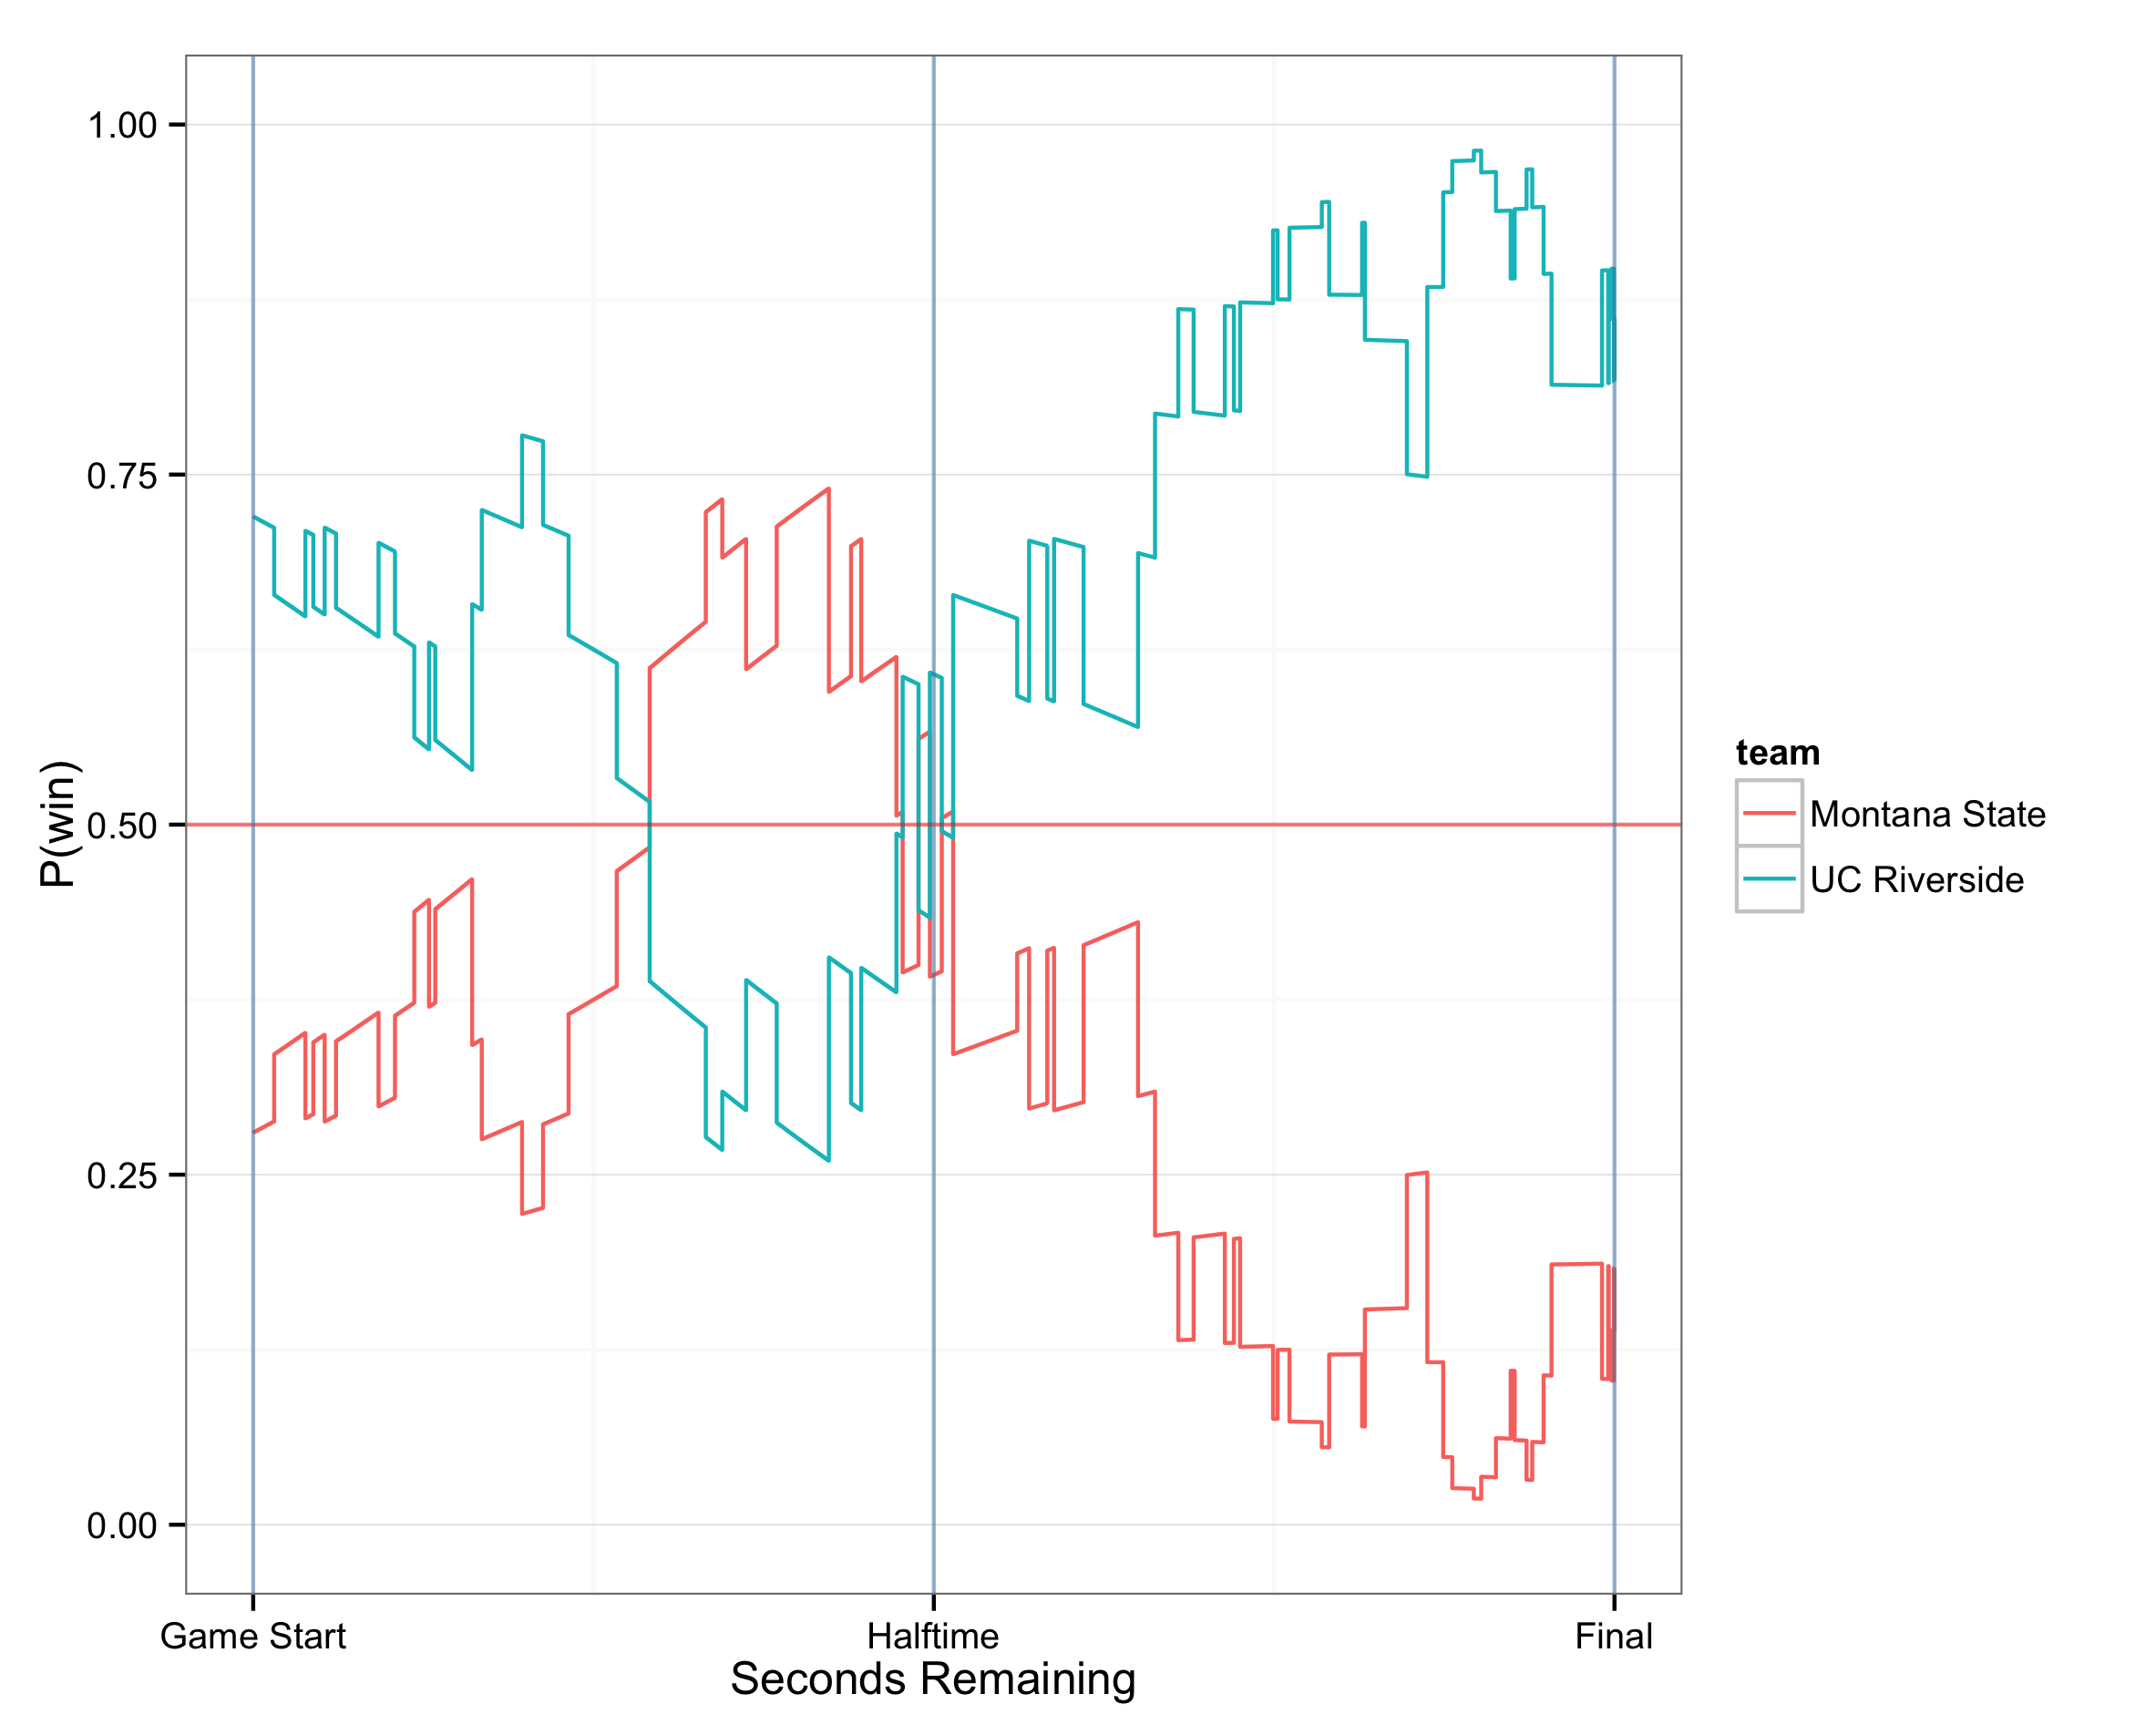 1.00
0.75
0.50
0.25
0.00
P(win)
Game Start
Halftime
Final
Seconds Remaining
team
Montana State
UC Riverside